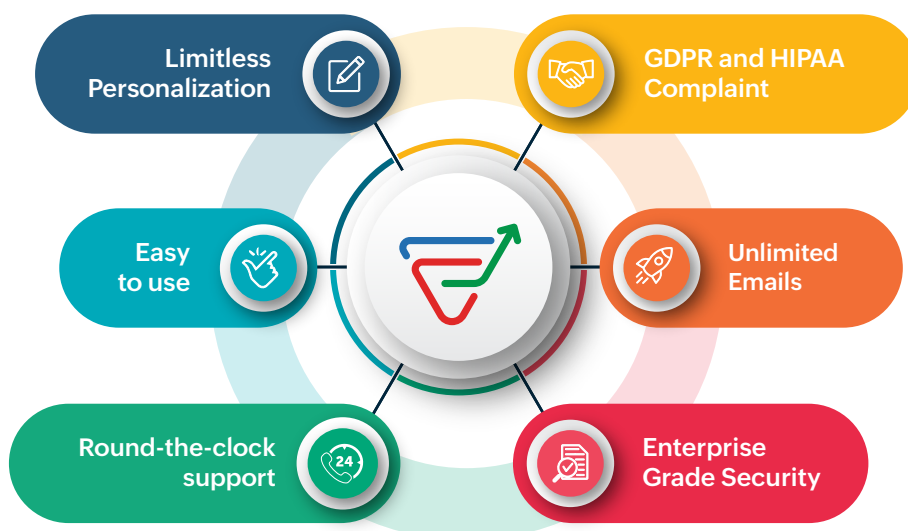 Limitless
Personalization
GDPR and HIPAA
Complaint
Easy
to use
Unlimited
Emails
Round-the-clock
support
24
Enterprise
Grade Security